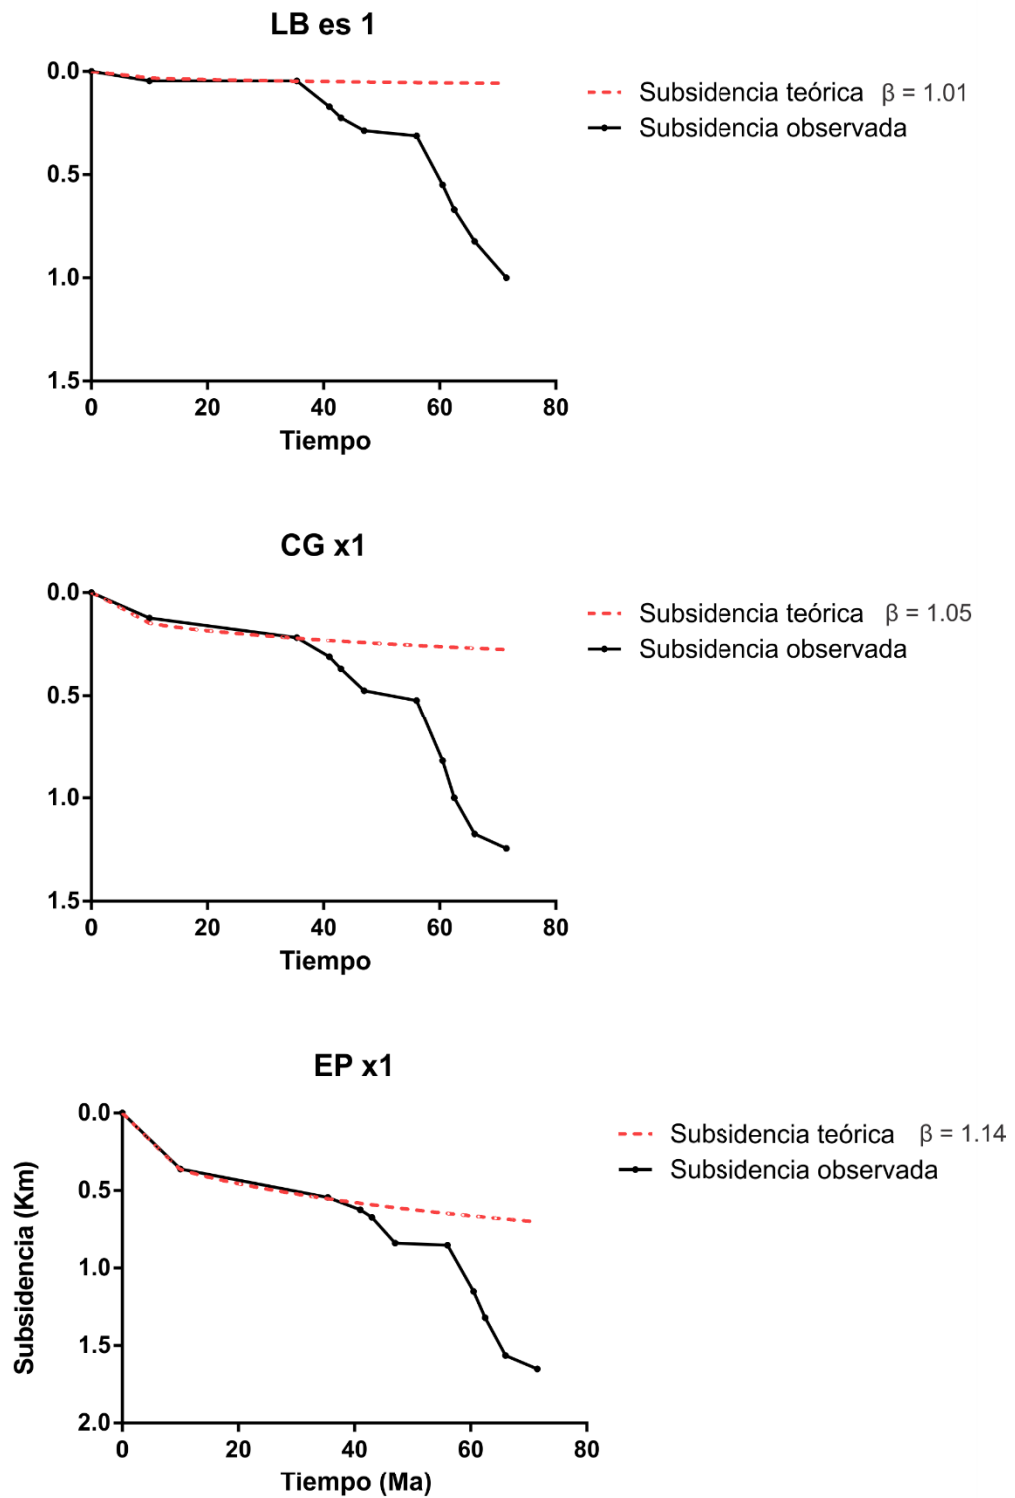 LB es 1
0.0
0.5
1.0
1.5
0 20 40 60 80
Tiempo
Subsidencia teórica β = 1.01
Subsidencia observada
CG x1
0.0
0.5
1.0
1.5
0 20 40 60 80
Tiempo
Subsidencia teórica β = 1.05
Subsidencia observada
EP x1
Subsidencia (Km)
0.0
0.5
1.0
1.5
2.0
0 20 40 60 80
Tiempo (Ma)
Subsidencia teórica β = 1.14
Subsidencia observada